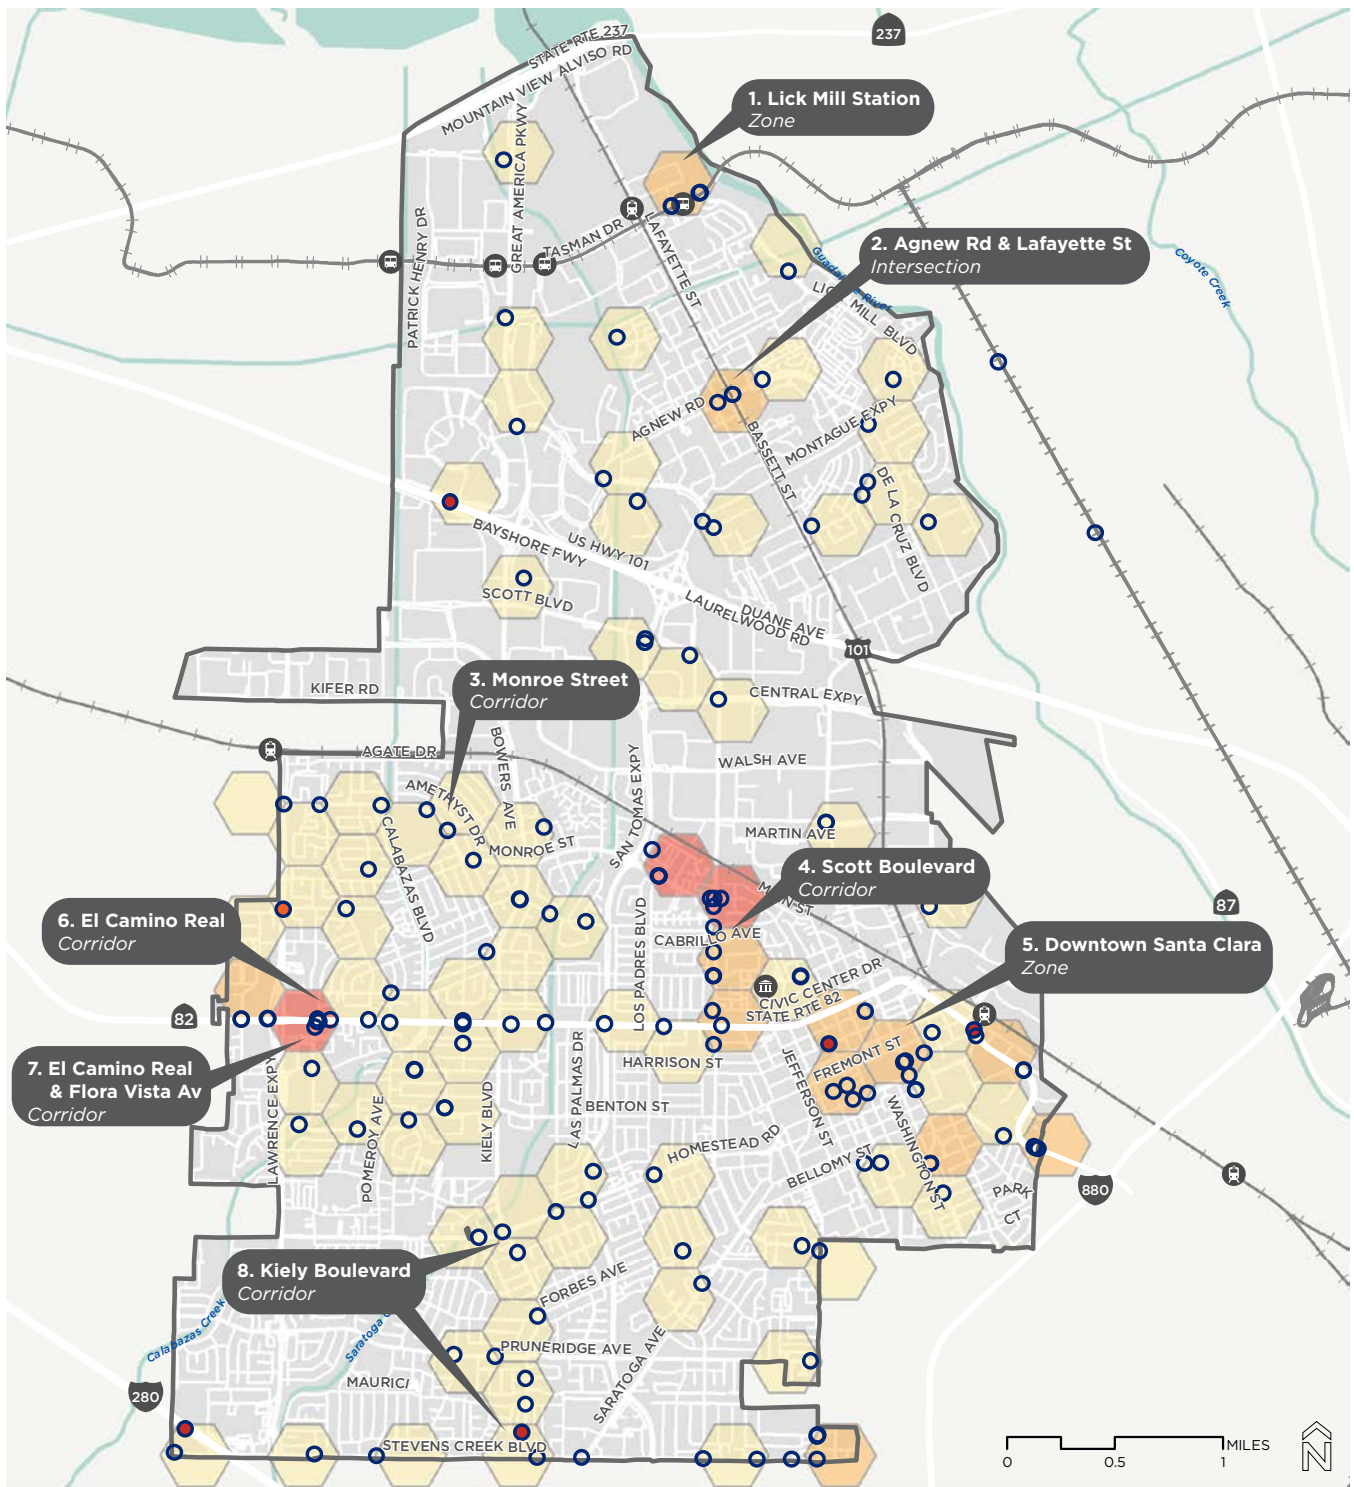 STATE RTE 237
237
MOUNTAIN VIEW ALVISO RD
1. Lick Mill Station
Zone
GREAT AMERICA PKWY
PATRICK HENRY DR
TASMAN DR
LAFAYETTE ST
2. Agnew Rd & Lafayette St
Intersection
Coyote Creek
MILL BLVD
AGNEW RD
MONTAGUE EXPY
BASSETT ST
DE LA CRUZ BLVD
BAYSHORE FWY
US HWY 101
SCOTT BLVD
DUANE AVE
LAURELWOOD RD
101
KIFER RD
3. Monroe Street
Corridor
CENTRAL EXPY
BOWERS AVE
AGATE DR
WALSH AVE
SAN TOMAS EXPY
AMETHYST DR
CALABAZAS BLVD
MONROE ST
MARTIN AVE
4. Scott Boulevard
Corridor
87
6. El Camino Real
Corridor
LOS PADRES BLVD
CABRILLO AVE
5. Downtown Santa Clara
Zone
CIVIC CENTER DR
STATE RTE 82
82
7. El Camino Real
& Flora Vista Av
Corridor
HARRISON ST
FREMONT ST
JEFFERSON ST
LAS PALMAS DR
LAWRENCE EXPY
POMEROY AVE
KIELY BLVD
BENTON ST
WASHINGTON ST
HOMESTEAD RD
BELLOMY ST
PARK
CT
880
8. Kiely Boulevard
Corridor
FORBES AVE
Calabazas Creek
Saratoga
PRUNERIDGE AVE
SARATOGA AVE
MAURICI
280
STEVENS CREEK BLVD
MILES
0 0.5 1
N